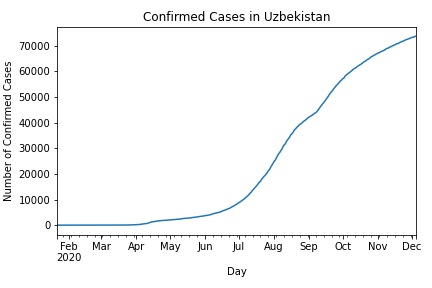 Confirmed Cases in Uzbekistan
Number of Confirmed Cases
70000
60000
50000
40000
30000
20000
10000
0
Feb Mar Apr May Jun Jul Aug Sep Oct Nov Dec
2020
Day